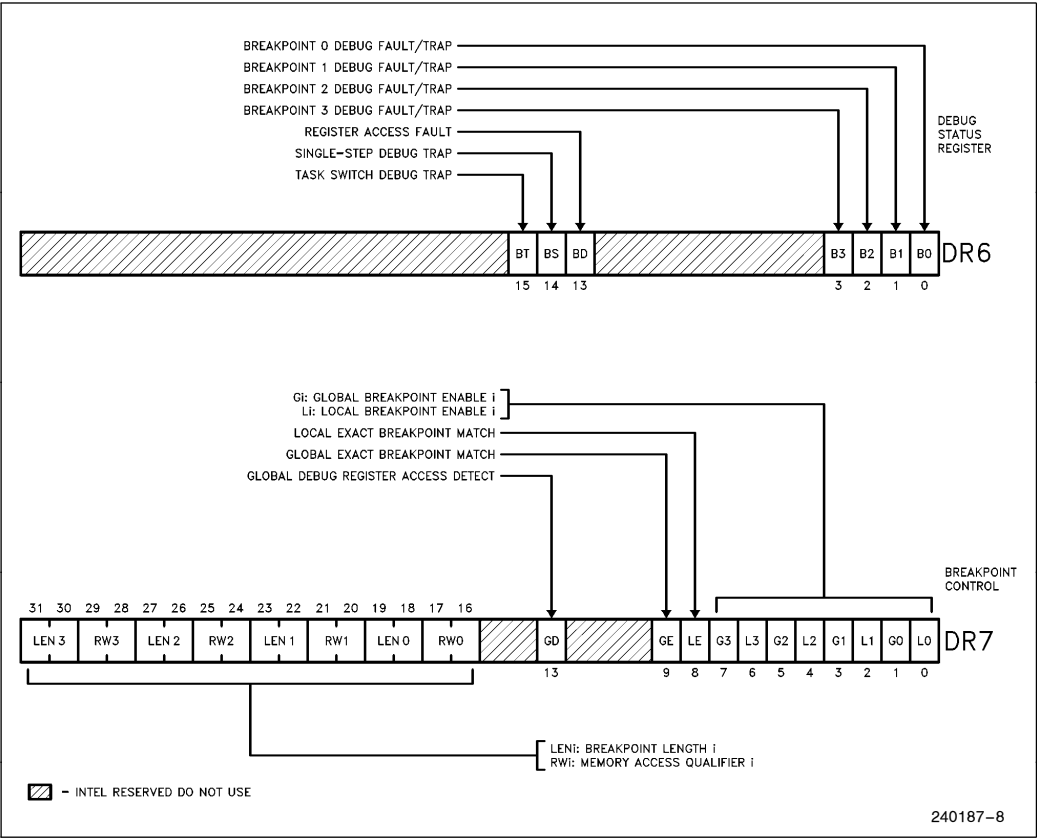 BREAKPOINT 0 DEBUG FAULT/TRAP
BREAKPOINT 1 DEBUG FAULT/TRAP
BREAKPOINT 2 DEBUG FAULT/TRAP
BREAKPOINT 3 DEBUG FAULT/TRAP
REGISTER ACCESS FAULT
SINGLE-STEP DEBUG TRAP
TASK SWITCH DEBUG TRAP
DEBUG
STATUS
REGISTER
BT BS BD B3 B2 B1 B0 DR6
15 14 13 3 2 1 0
Gi: GLOBAL BREAKPOINT ENABLE i
Li: LOCAL BREAKPOINT ENABLE i
LOCAL EXACT BREAKPOINT MATCH
GLOBAL EXACT BREAKPOINT MATCH
GLOBAL DEBUG REGISTER ACCESS DETECT
BREAKPOINT
CONTROL
31 30 29 28 27 26 25 24 23 22 21 20 19 18 17 16
LEN 3 RW3 LEN 2 RW2 LEN 1 RW1 LEN 0 RW0 GD GE LE G3 L3 G2 L2 G1 L1 G0 L0 DR7
13 9 8 7 6 5 4 3 2 1 0
LENi: BREAKPOINT LENGTH i
RWi: MEMORY ACCESS QUALIFIER i
- INTEL RESERVED DO NOT USE
240187-8